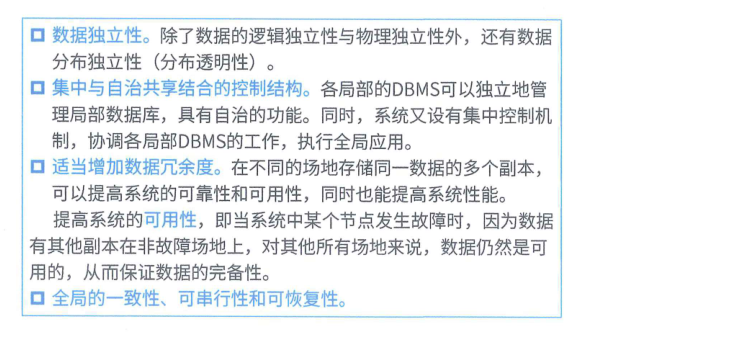 数据独立性。除了数据的逻辑独立性与物理独立性外，还有数据
分布独立性（分布透明性）。
集中与自治共享结合的控制结构。各局部的DBMS可以独立地管
理局部数据库，具有自治的功能。同时，系统又设有集中控制机
制，协调各局部DBMS的工作，执行全局应用。
适当增加数据冗余度。在不同的场地存储同一数据的多个副本，
可以提高系统的可靠性和可用性，同时也能提高系统性能。
提高系统的可用性，即当系统中某个节点发生故障时，因为数据
有其他副本在非故障场地上，对其他所有场地来说，数据仍然是可
用的，从而保证数据的完备性。
全局的一致性、可串行性和可恢复性。